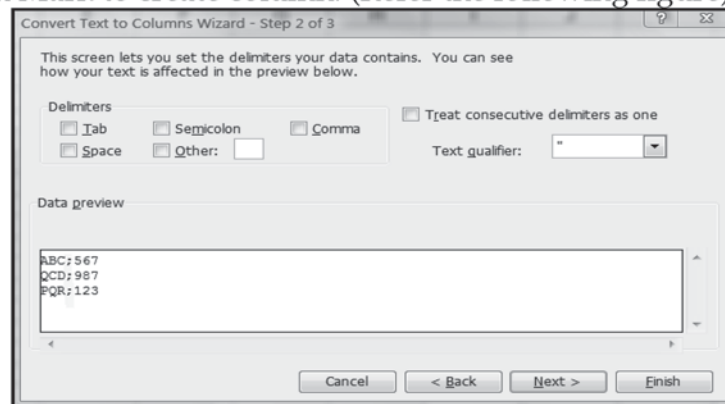 Convert Text to Columns Wizard - Step 2 of 3
This screen lets you set the delimiters your data contains. You can see
how your text is affected in the preview below.
Delimiters
Tab Semicolon Comma
Space Other:
Treat consecutive delimiters as one
Text qualifier: "
Data preview
ABC;567
QCD;987
PQR;123
Cancel < Back Next > Finish